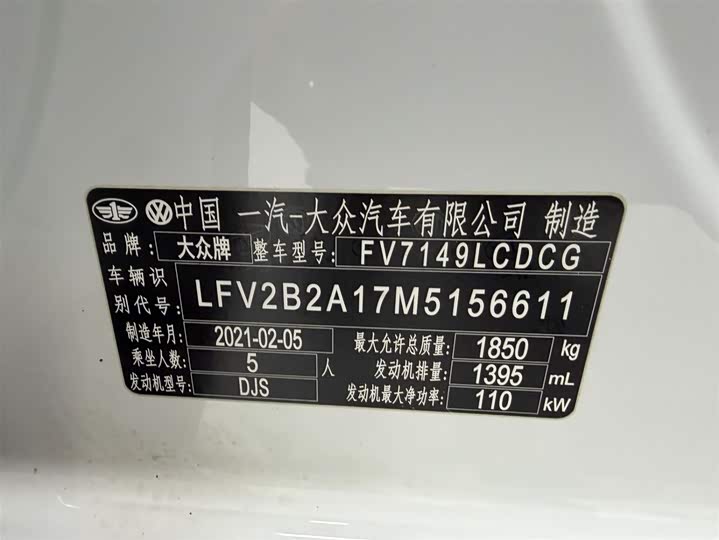 中国 一汽-大众汽车有限公司 制造
品牌: 大众牌 整车型号: FV7149LCDCG
车辆识别代号: LFV2B2A17M5156611
制造年月: 2021-02-05 最大允许总质量: 1850 kg
乘坐人数: 5 人 发动机排量: 1395 mL
发动机型号: DJS 发动机最大净功率: 110 kW